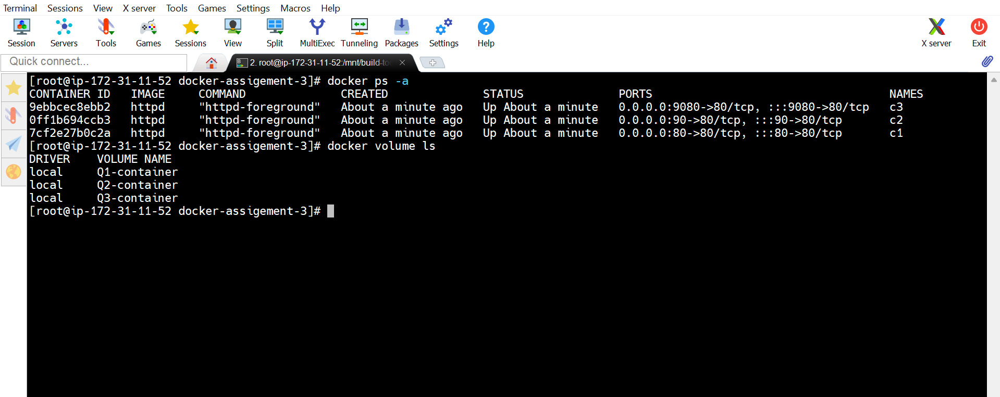 Terminal Sessions View X server Tools Games Settings Macros Help
Session Servers Tools Games Sessions View Split MultiExec Tunneling Packages Settings Help X server Exit
Quick connect...
2. root@ip-172-31-11-52:/mnt/build-to
[root@ip-172-31-11-52 docker-assigement-3]# docker ps -a
CONTAINER ID   IMAGE     COMMAND              CREATED              STATUS              PORTS                                   NAMES
9ebbcec8ebb2   httpd     "httpd-foreground"   About a minute ago   Up About a minute   0.0.0.0:9080->80/tcp, :::9080->80/tcp   c3
0ff1b694ccb3   httpd     "httpd-foreground"   About a minute ago   Up About a minute   0.0.0.0:90->80/tcp, :::90->80/tcp       c2
7cf2e27b0c2a   httpd     "httpd-foreground"   About a minute ago   Up About a minute   0.0.0.0:80->80/tcp, :::80->80/tcp       c1
[root@ip-172-31-11-52 docker-assigement-3]# docker volume ls
DRIVER    VOLUME NAME
local     Q1-container
local     Q2-container
local     Q3-container
[root@ip-172-31-11-52 docker-assigement-3]#